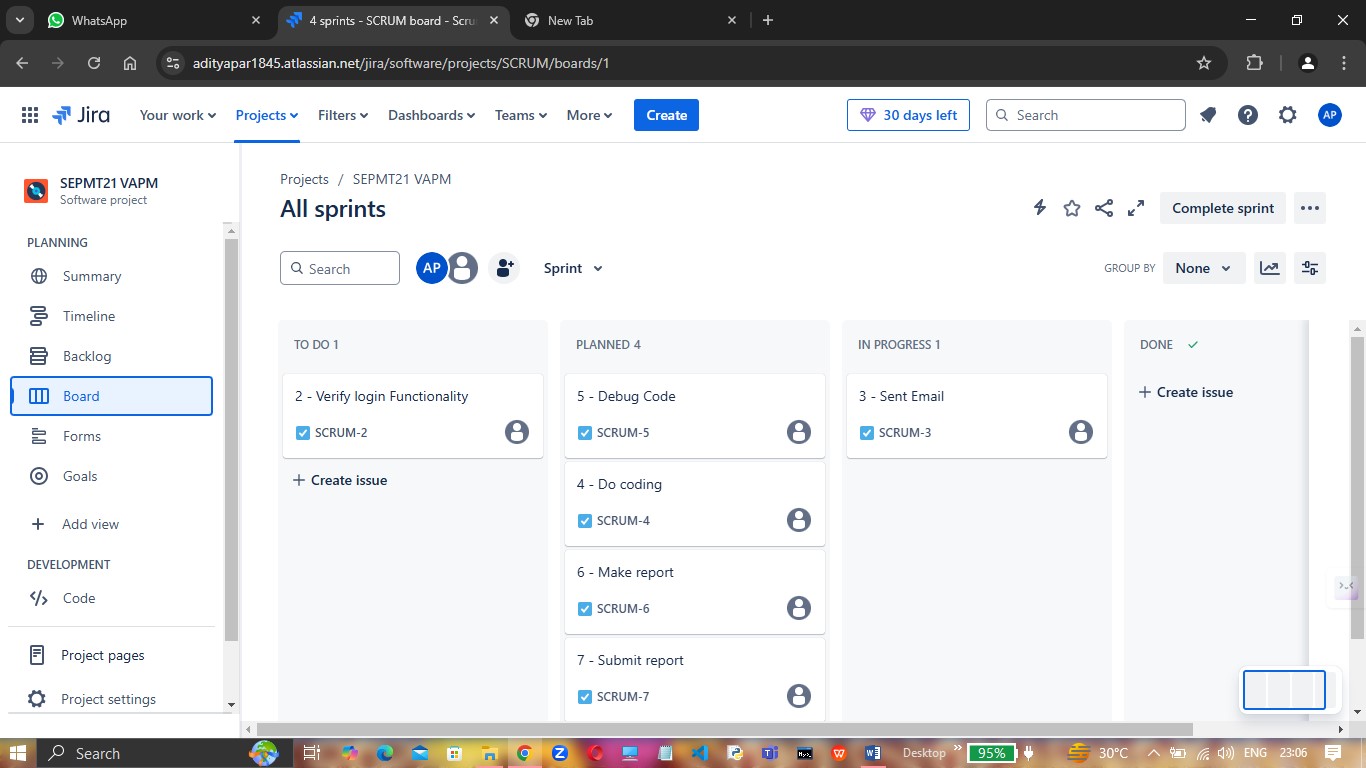 WhatsApp
4 sprints - SCRUM board - Scru
New Tab
adityapar1845.atlassian.net/jira/software/projects/SCRUM/boards/1
Jira
Your work
Projects
Filters
Dashboards
Teams
More
Create
30 days left
Search
AP
SEPMT21 VAPM
Software project
PLANNING
Summary
Timeline
Backlog
Board
Forms
Goals
Add view
DEVELOPMENT
Code
Project pages
Project settings
Projects / SEPMT21 VAPM
All sprints
Complete sprint
Search
AP
Sprint
GROUP BY
None
TO DO 1
2 - Verify login Functionality
SCRUM-2
+ Create issue
PLANNED 4
5 - Debug Code
SCRUM-5
4 - Do coding
SCRUM-4
6 - Make report
SCRUM-6
7 - Submit report
SCRUM-7
IN PROGRESS 1
3 - Sent Email
SCRUM-3
DONE
+ Create issue
Search
Desktop
95%
30°C
ENG
23:06